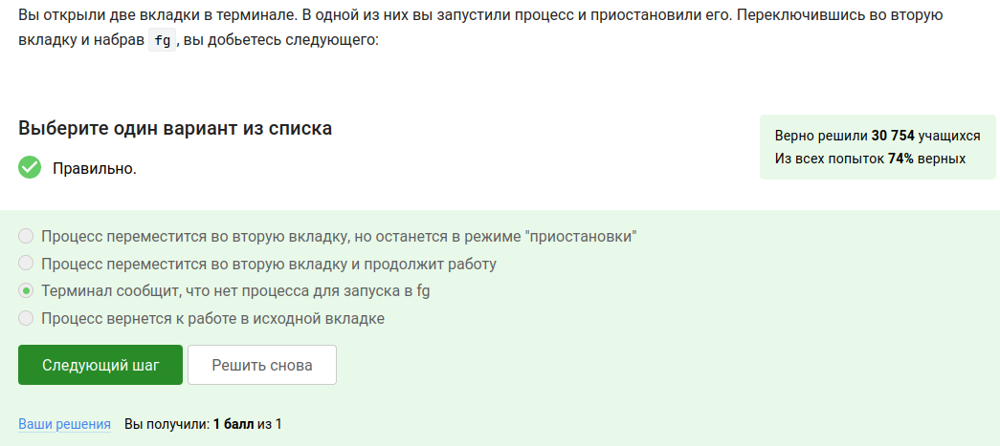 Вы открыли две вкладки в терминале. В одной из них вы запустили процесс и приостановили его. Переключившись во вторую
вкладку и набрав fg , вы добьетесь следующего:
Выберите один вариант из списка
Правильно.
Верно решили 30 754 учащихся
Из всех попыток 74% верных
Процесс переместится во вторую вкладку, но останется в режиме "приостановки"
Процесс переместится во вторую вкладку и продолжит работу
Терминал сообщит, что нет процесса для запуска в fg
Процесс вернется к работе в исходной вкладке
Следующий шаг
Решить снова
Ваши решения Вы получили: 1 балл из 1